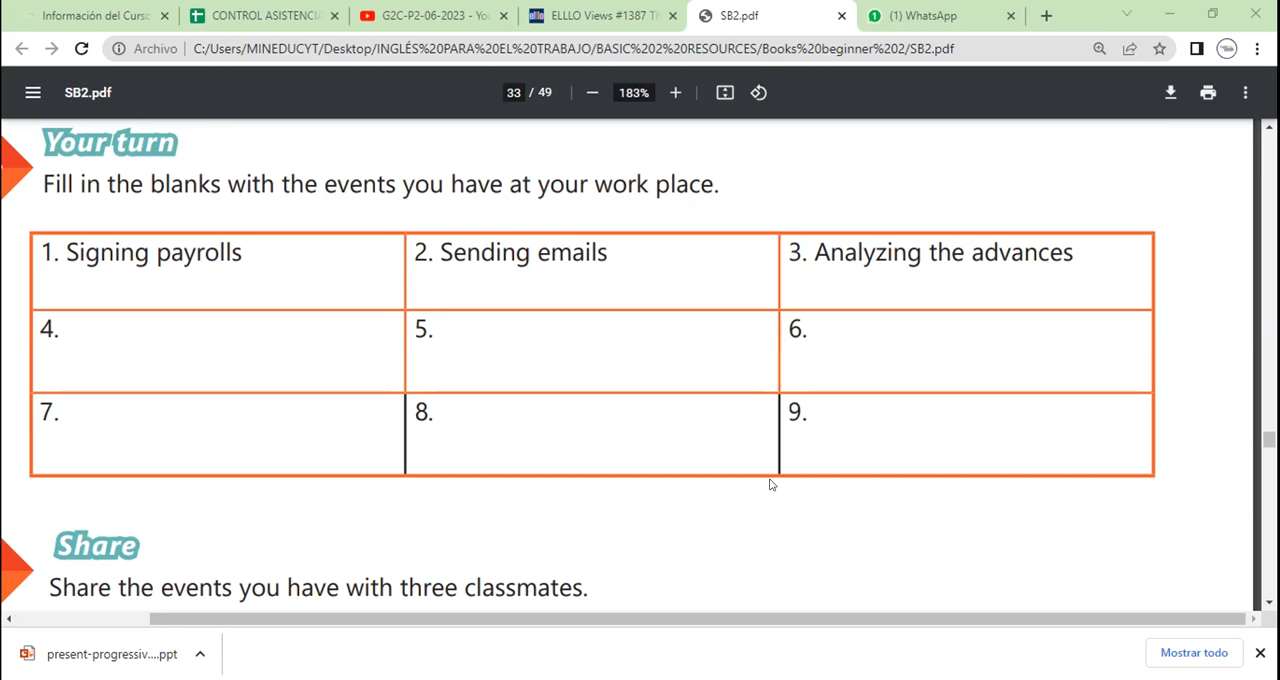 Información del Curso
CONTROL ASISTENCIA
G2C-P2-06-2023 - You
ELLLO Views #1387 Th
SB2.pdf
(1) WhatsApp
Archivo
C:/Users/MINEDUCYT/Desktop/INGLÉS%20PARA%20EL%20TRABAJO/BASIC%202%20RESOURCES/Books%20beginner%202/SB2.pdf
SB2.pdf
33 / 49
183%
Your turn
Fill in the blanks with the events you have at your work place.
1. Signing payrolls
2. Sending emails
3. Analyzing the advances
4.
5.
6.
7.
8.
9.
Share
Share the events you have with three classmates.
present-progressiv....ppt
Mostrar todo